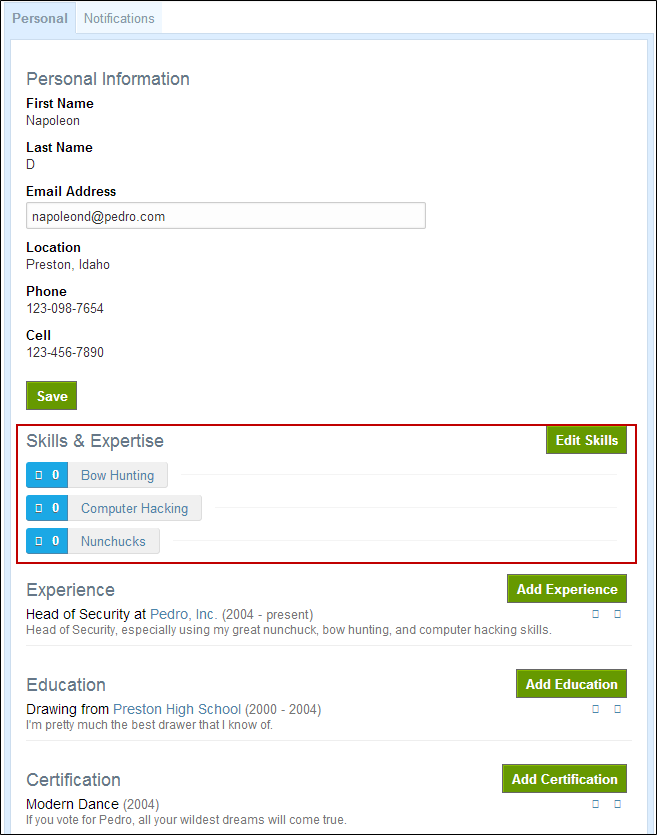 Personal Notifications
Personal Information
First Name
Napoleon
Last Name
D
Email Address
napoleond@pedro.com
Location
Preston, Idaho
Phone
123-098-7654
Cell
123-456-7890
Save
Skills & Expertise Edit Skills
0 Bow Hunting
0 Computer Hacking
0 Nunchucks
Experience Add Experience
Head of Security at Pedro, Inc. (2004 - present)
Head of Security, especially using my great nunchuck, bow hunting, and computer hacking skills.
Education Add Education
Drawing from Preston High School (2000 - 2004)
I'm pretty much the best drawer that I know of.
Certification Add Certification
Modern Dance (2004)
If you vote for Pedro, all your wildest dreams will come true.